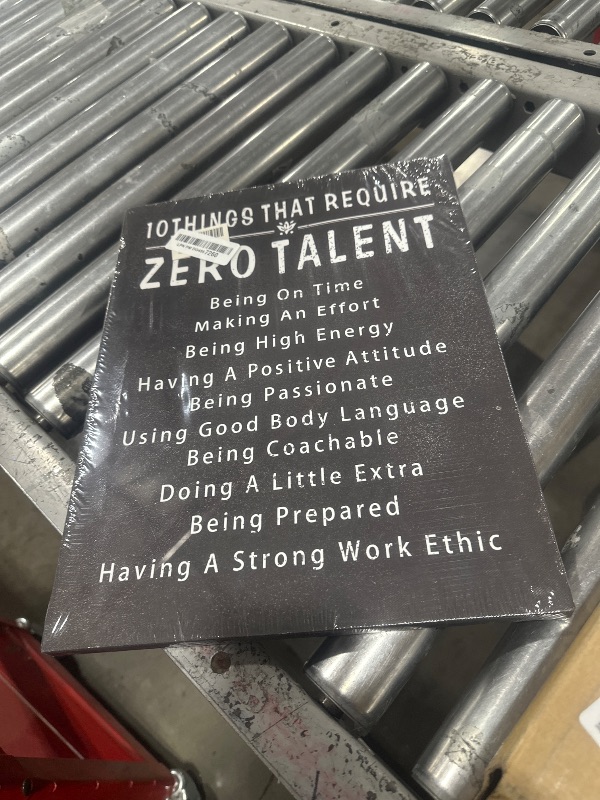 10 THINGS THAT REQUIRE
ZERO TALENT
Being On Time
Making An Effort
Being High Energy
Having A Positive Attitude
Being Passionate
Using Good Body Language
Being Coachable
Doing A Little Extra
Being Prepared
Having A Strong Work Ethic